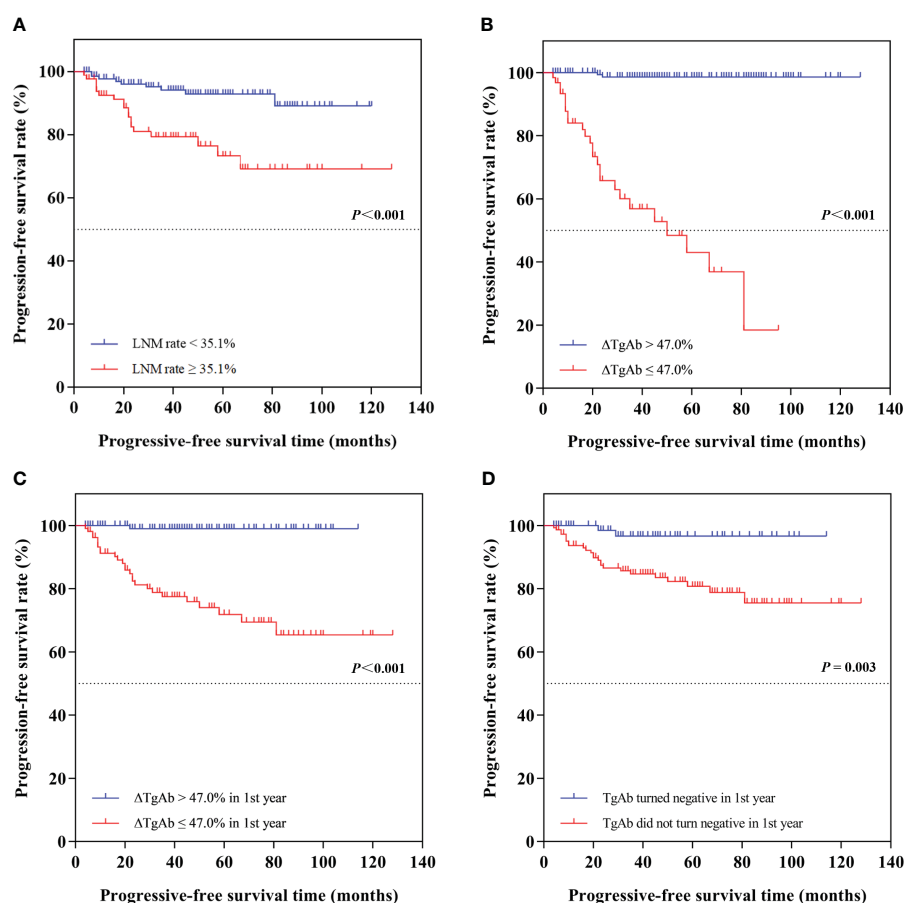 A
Progression-free survival rate (%)
100
80
60
40
20
0
P<0.001
LNM rate < 35.1%
LNM rate ≥ 35.1%
0 20 40 60 80 100 120 140
Progressive-free survival time (months)
B
Progression-free survival rate (%)
100
80
60
40
20
0
P<0.001
ΔTgAb > 47.0%
ΔTgAb ≤ 47.0%
0 20 40 60 80 100 120 140
Progressive-free survival time (months)
C
Progression-free survival rate (%)
100
80
60
40
20
0
P<0.001
ΔTgAb > 47.0% in 1st year
ΔTgAb ≤ 47.0% in 1st year
0 20 40 60 80 100 120 140
Progressive-free survival time (months)
D
Progression-free survival rate (%)
100
80
60
40
20
0
P = 0.003
TgAb turned negative in 1st year
TgAb did not turn negative in 1st year
0 20 40 60 80 100 120 140
Progressive-free survival time (months)